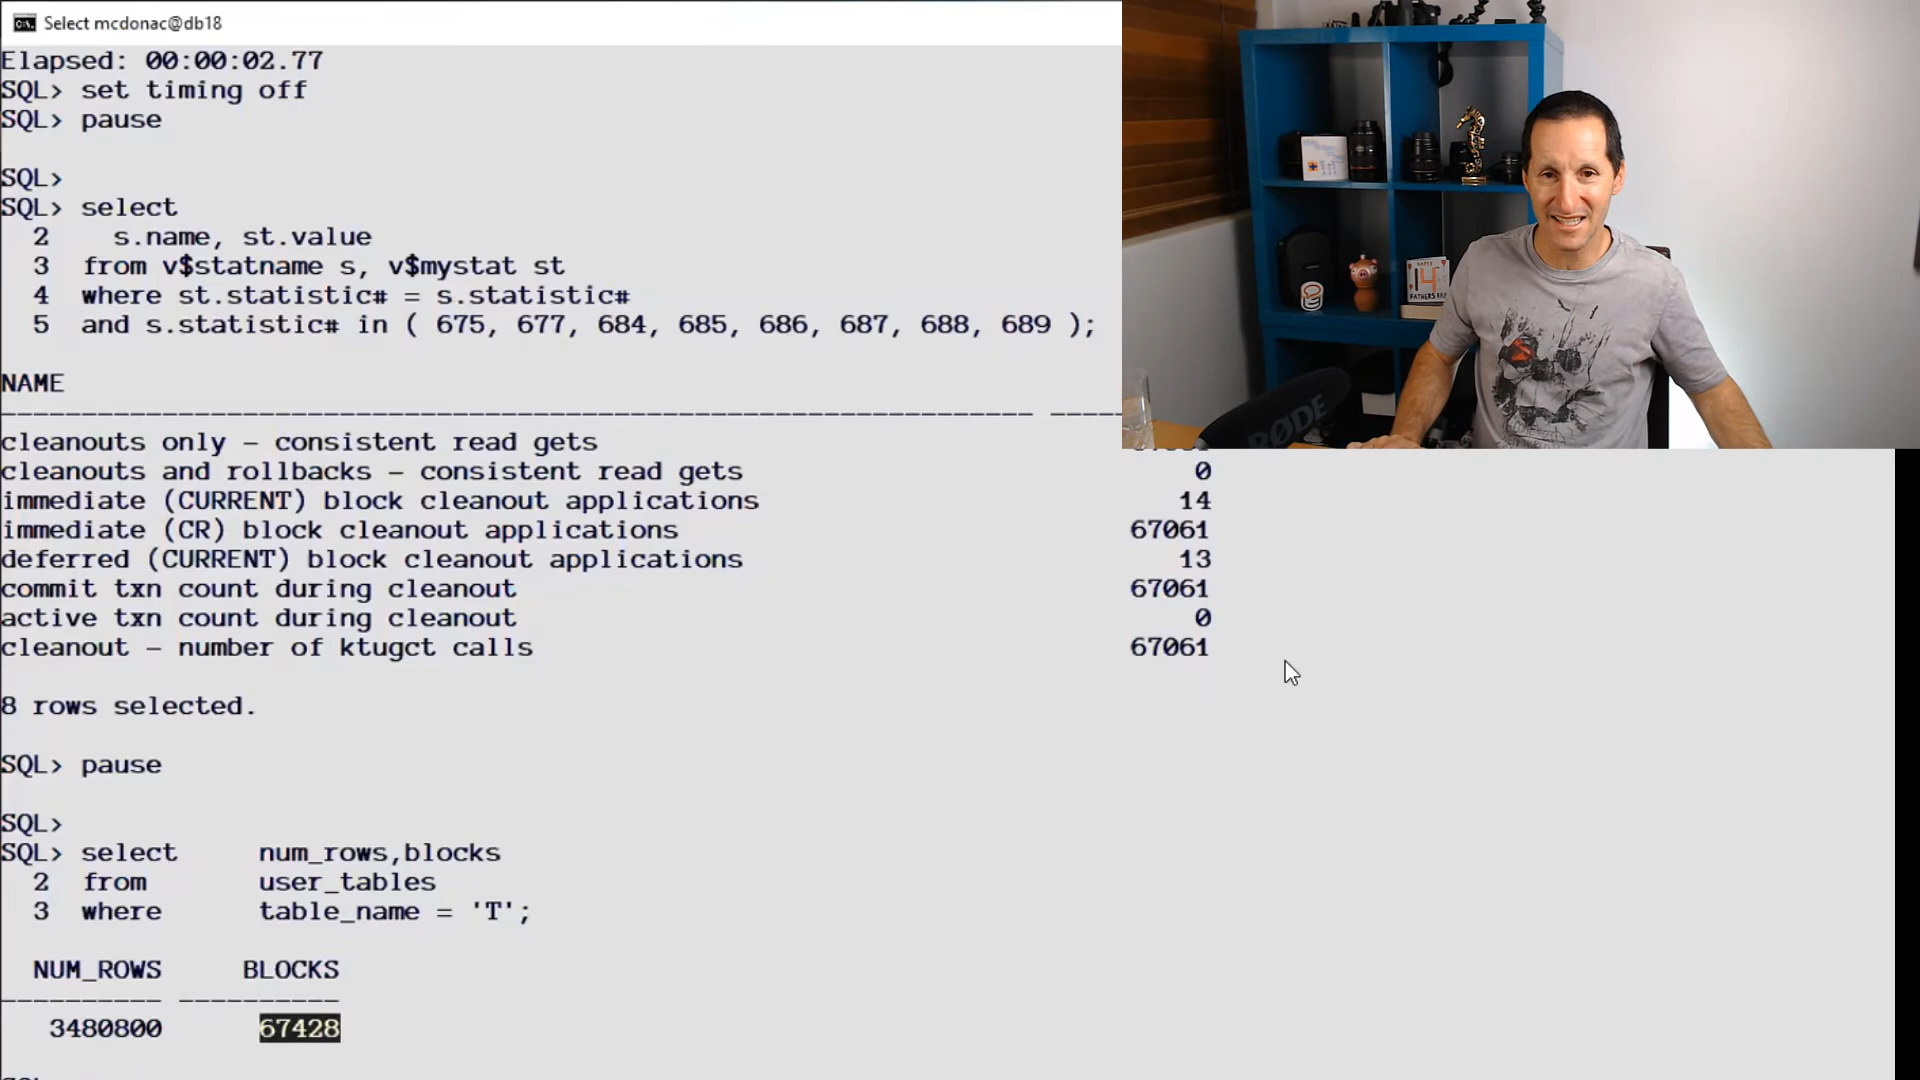 Select mcdonac@db18
Elapsed: 00:00:02.77
SQL> set timing off
SQL> pause
SQL>
SQL> select
2 s.name, st.value
3 from v$statname s, v$mystat st
4 where st.statistic# = s.statistic#
5 and s.statistic# in ( 675, 677, 684, 685, 686, 687, 688, 689 );
NAME
cleanouts only - consistent read gets
cleanouts and rollbacks - consistent read gets 0
immediate (CURRENT) block cleanout applications 14
immediate (CR) block cleanout applications 67061
deferred (CURRENT) block cleanout applications 13
commit txn count during cleanout 67061
active txn count during cleanout 0
cleanout - number of ktugct calls 67061
8 rows selected.
SQL> pause
SQL>
SQL> select num_rows,blocks
2 from user_tables
3 where table_name = 'T';
NUM_ROWS BLOCKS
3480800 67428
RØDE
14
FATHERS DAY